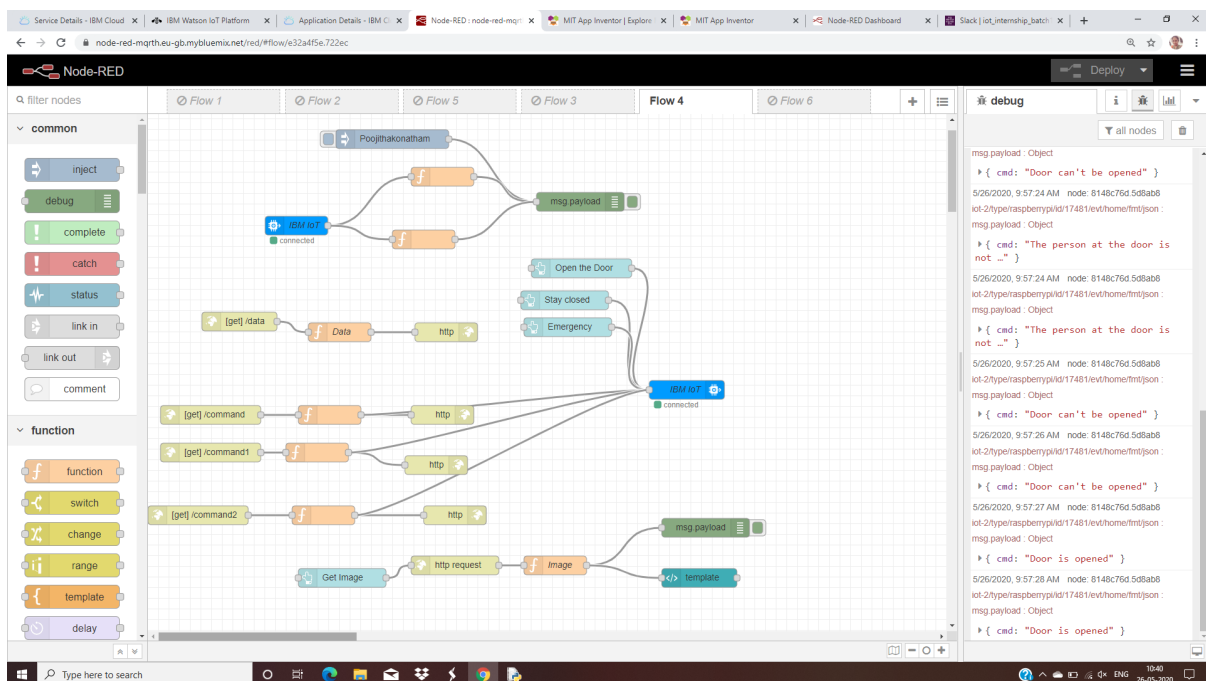 Service Details - IBM Cloud
IBM Watson IoT Platform
Application Details - IBM C
Node-RED : node-red-mqrt
MIT App Inventor | Explore
MIT App Inventor
Node-RED Dashboard
Slack | iot_internship_batch
node-red-mqrth.eu-gb.mybluemix.net/red/#flow/e32a4f5e.722ec
Node-RED
Deploy
filter nodes
Flow 1
Flow 2
Flow 5
Flow 3
Flow 4
Flow 6
debug
all nodes
common
inject
debug
complete
catch
status
link in
link out
comment
function
function
switch
change
range
template
delay
Poojithakonatham
f
msg.payload
IBM IoT
connected
f
Open the Door
Stay closed
Emergency
[get] /data
f Data
http
IBM IoT
connected
[get] /command
f
http
[get] /command1
f
http
[get] /command2
f
http
msg.payload
Get Image
http request
f Image
</> template
msg.payload : Object
{ cmd: "Door can't be opened" }
5/26/2020, 9:57:24 AM node: 8148c76d.5d8ab8
iot-2/type/raspberrypi/id/17481/evt/home/fmt/json :
msg.payload : Object
{ cmd: "The person at the door is
not …" }
5/26/2020, 9:57:24 AM node: 8148c76d.5d8ab8
iot-2/type/raspberrypi/id/17481/evt/home/fmt/json :
msg.payload : Object
{ cmd: "The person at the door is
not …" }
5/26/2020, 9:57:25 AM node: 8148c76d.5d8ab8
iot-2/type/raspberrypi/id/17481/evt/home/fmt/json :
msg.payload : Object
{ cmd: "Door can't be opened" }
5/26/2020, 9:57:26 AM node: 8148c76d.5d8ab8
iot-2/type/raspberrypi/id/17481/evt/home/fmt/json :
msg.payload : Object
{ cmd: "Door can't be opened" }
5/26/2020, 9:57:27 AM node: 8148c76d.5d8ab8
iot-2/type/raspberrypi/id/17481/evt/home/fmt/json :
msg.payload : Object
{ cmd: "Door is opened" }
5/26/2020, 9:57:28 AM node: 8148c76d.5d8ab8
iot-2/type/raspberrypi/id/17481/evt/home/fmt/json :
msg.payload : Object
{ cmd: "Door is opened" }
Type here to search
ENG
10:40
26-05-2020